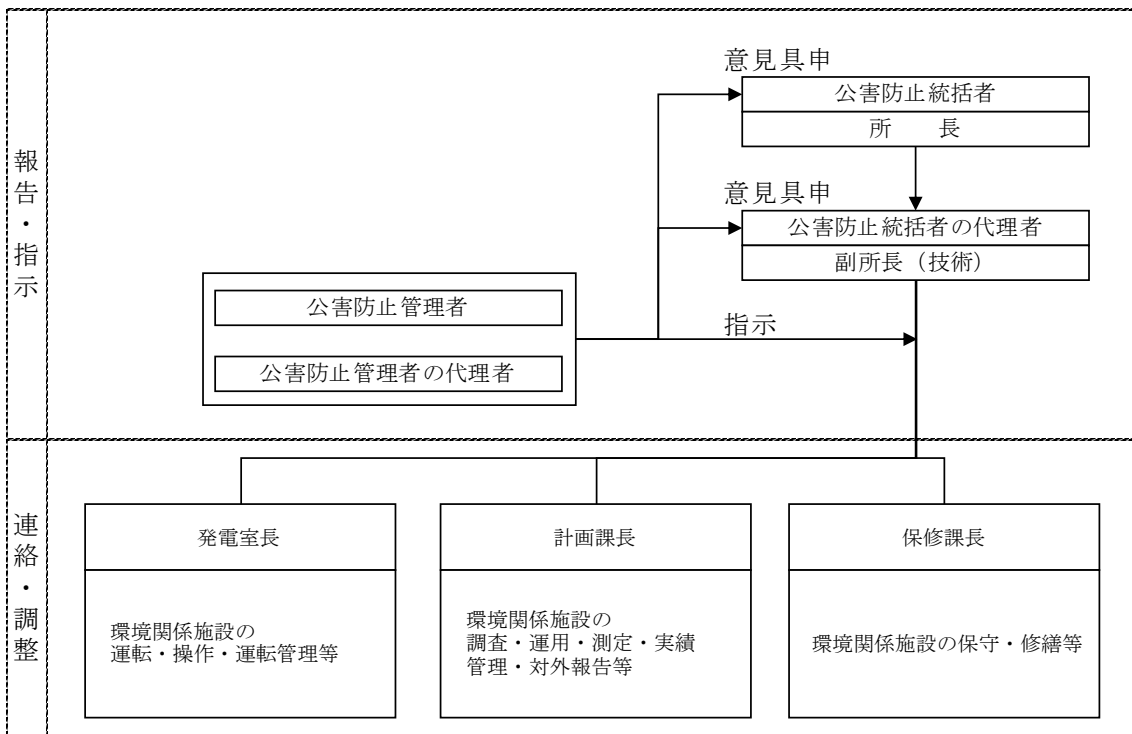 報告・指示
意見具申
公害防止統括者
所　　長
意見具申
公害防止統括者の代理者
副所長（技術）
公害防止管理者
公害防止管理者の代理者
指示
連絡・調整
発電室長
環境関係施設の
運転・操作・運転管理等
計画課長
環境関係施設の
調査・運用・測定・実績
管理・対外報告等
保修課長
環境関係施設の保守・修繕等